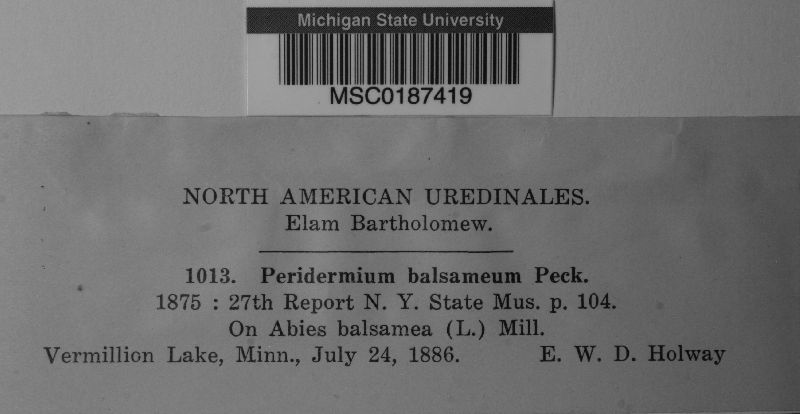 Michigan State University
MSC0187419
NORTH AMERICAN UREDINALES.
Elam Bartholomew.
1013. Peridermium balsameum Peck.
1875 : 27th Report N. Y. State Mus. p. 104.
On Abies balsamea (L.) Mill.
Vermillion Lake, Minn., July 24, 1886. E. W. D. Holway